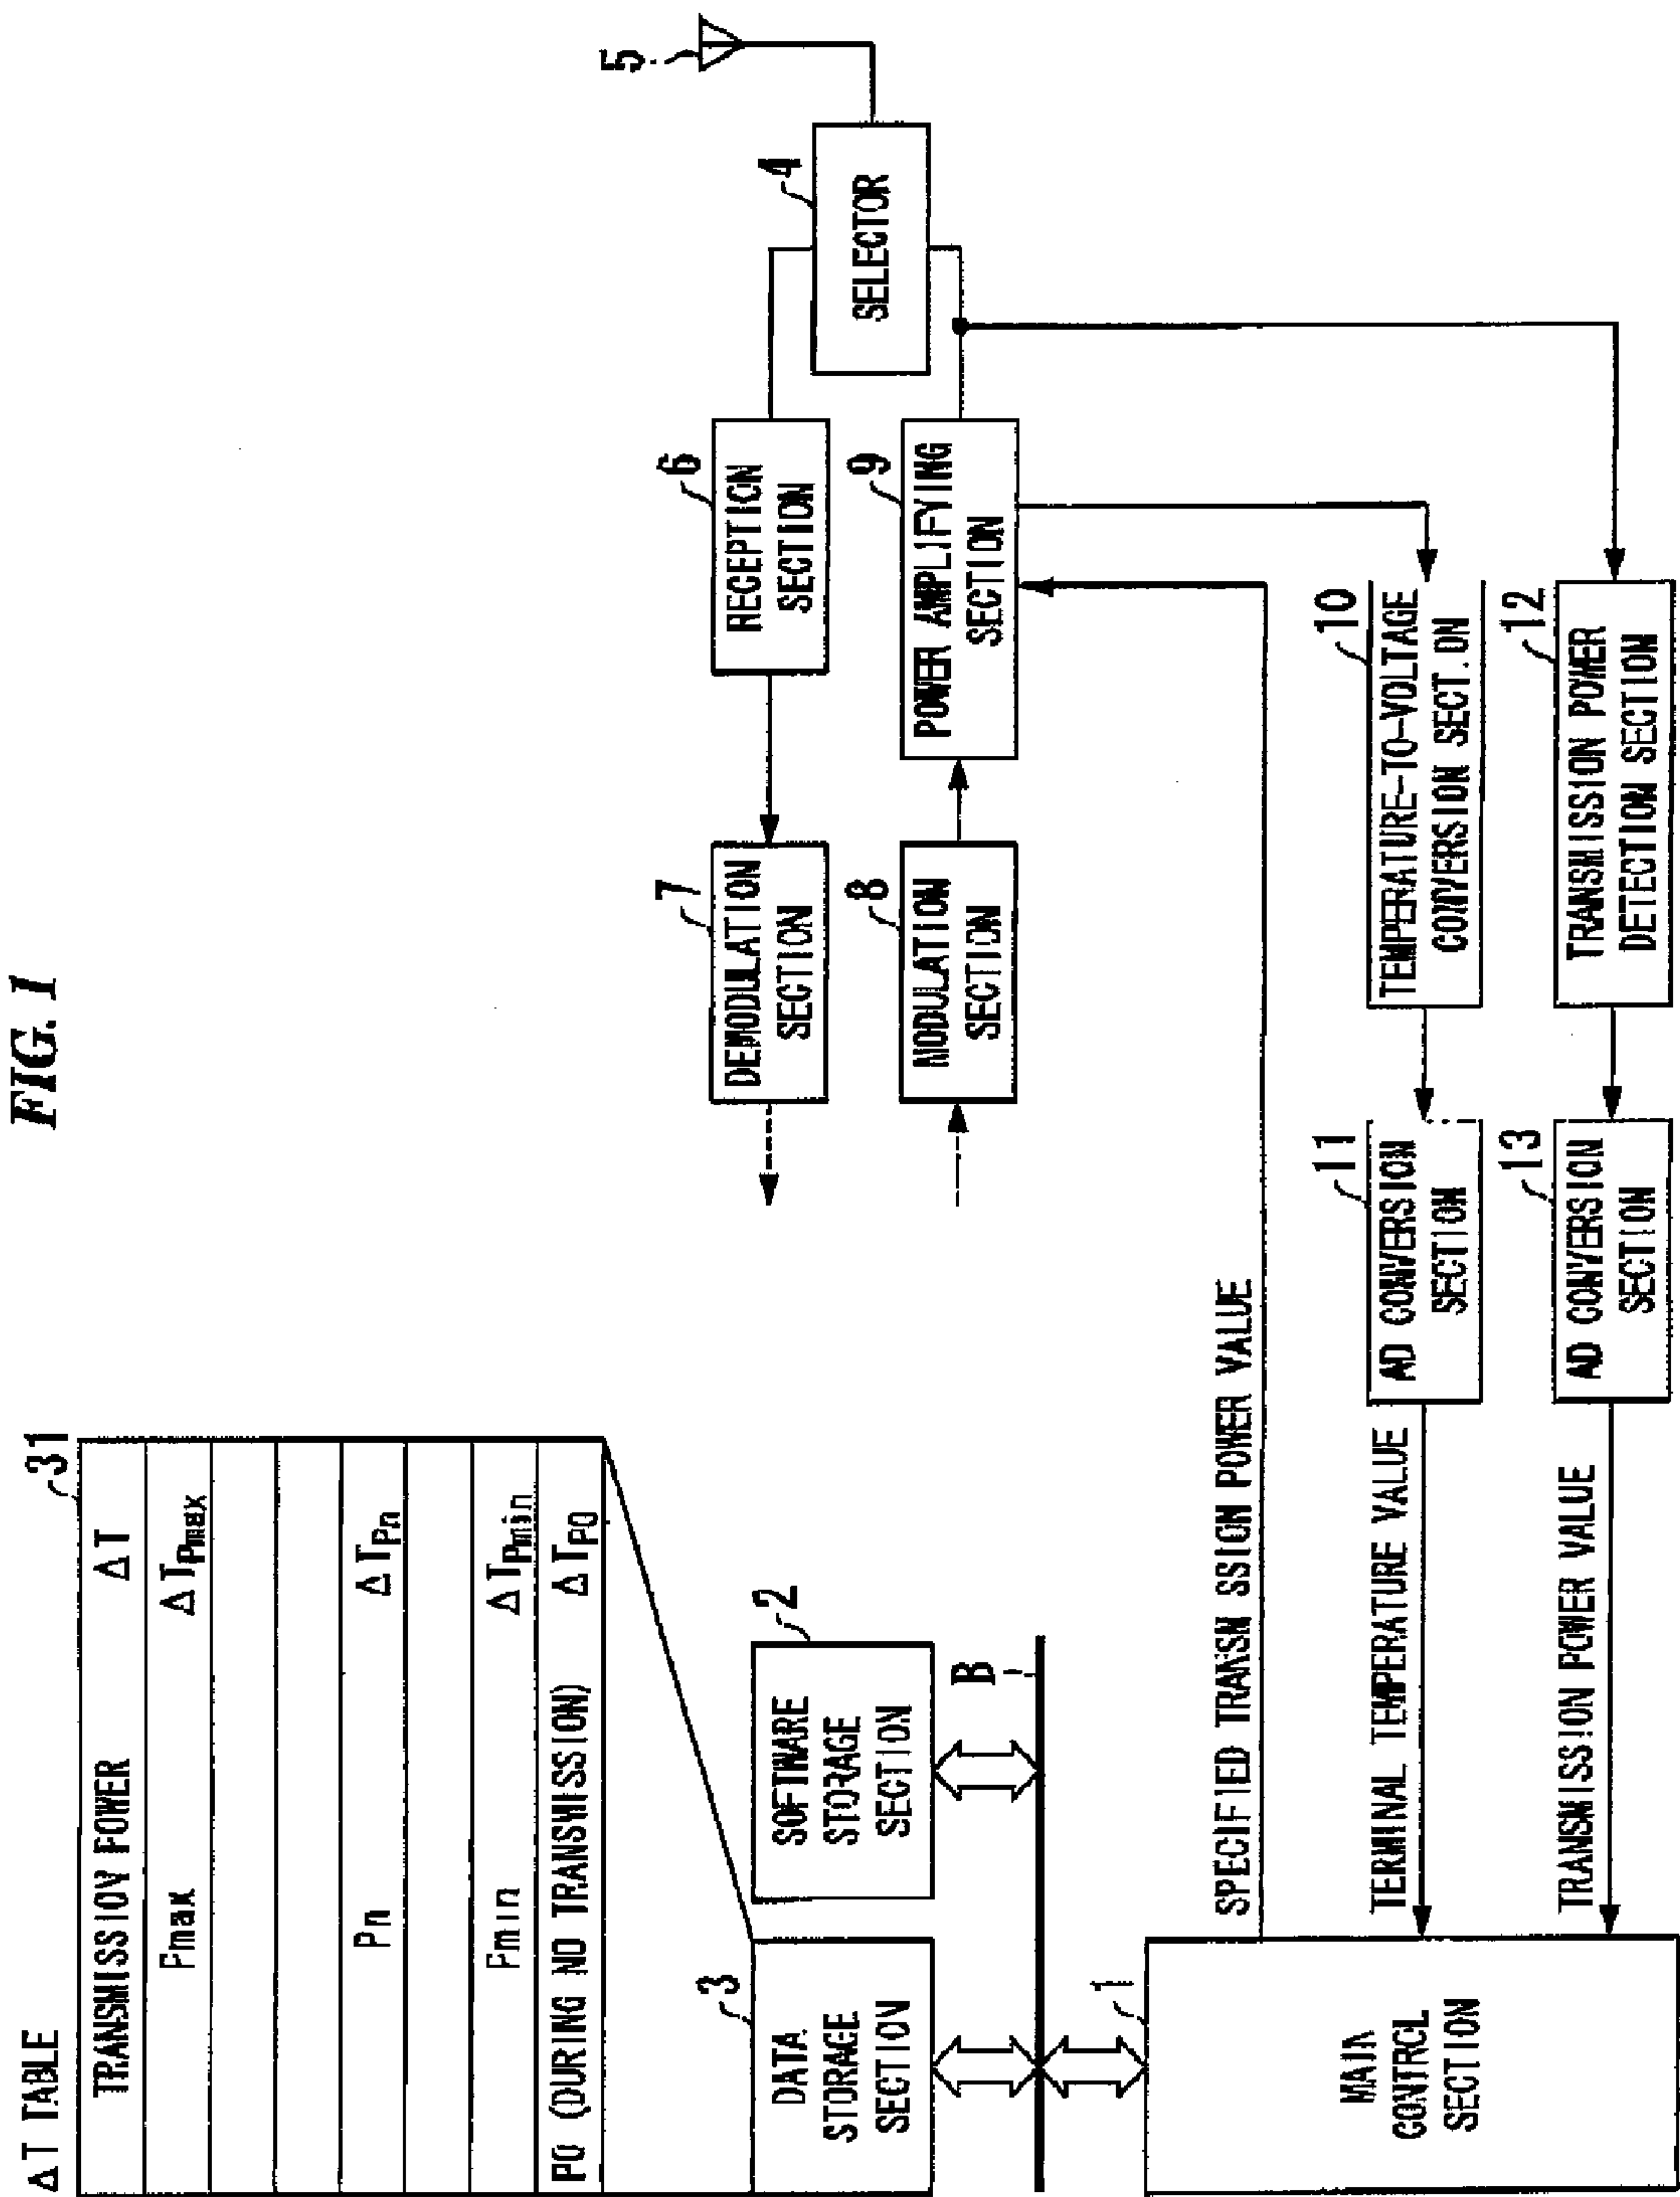 FIG. 1
ΔT TABLE
31
TRANSMISSIOV POWER ΔT
Pmax ΔTPmax
Pn ΔTPn
Pmin ΔTPmin
P0 (DURING NO TRANSMISSION) ΔTP0
3
DATA
STORAGE
SECTION
2
SOFTWARE
STORAGE
SECTION
B
1
MAIN
CONTROL
SECTION
7
DEMODULATION
SECTION
6
RECEPTION
SECTION
8
MODULATION
SECTION
9
POWER AMPLIFYING
SECTION
4
SELECTOR
5
SPECIFIED TRANSN SSION POWER VALUE
TERMINAL TEMPERATURE VALUE
11
AD CONVERSION
SECTION
10
TEMPERATURE-TO-VOLTAGE
CONVERSION SECT.ON
TRANSMISSION POWER VALUE
13
AD CONVERSION
SECTION
12
TRANSMISSION POWER
DETECTION SECTION